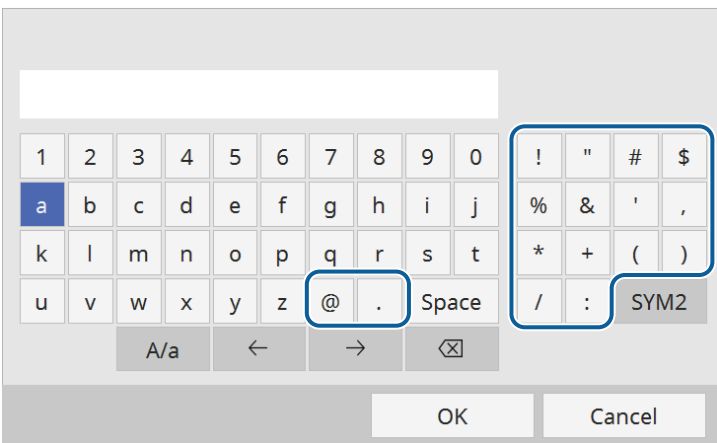 1 2 3 4 5 6 7 8 9 0 ! " # $
a b c d e f g h i j % & ' ,
k l m n o p q r s t * + ( )
u v w x y z @ . Space / : SYM2
A/a ← → ⌫
OK Cancel